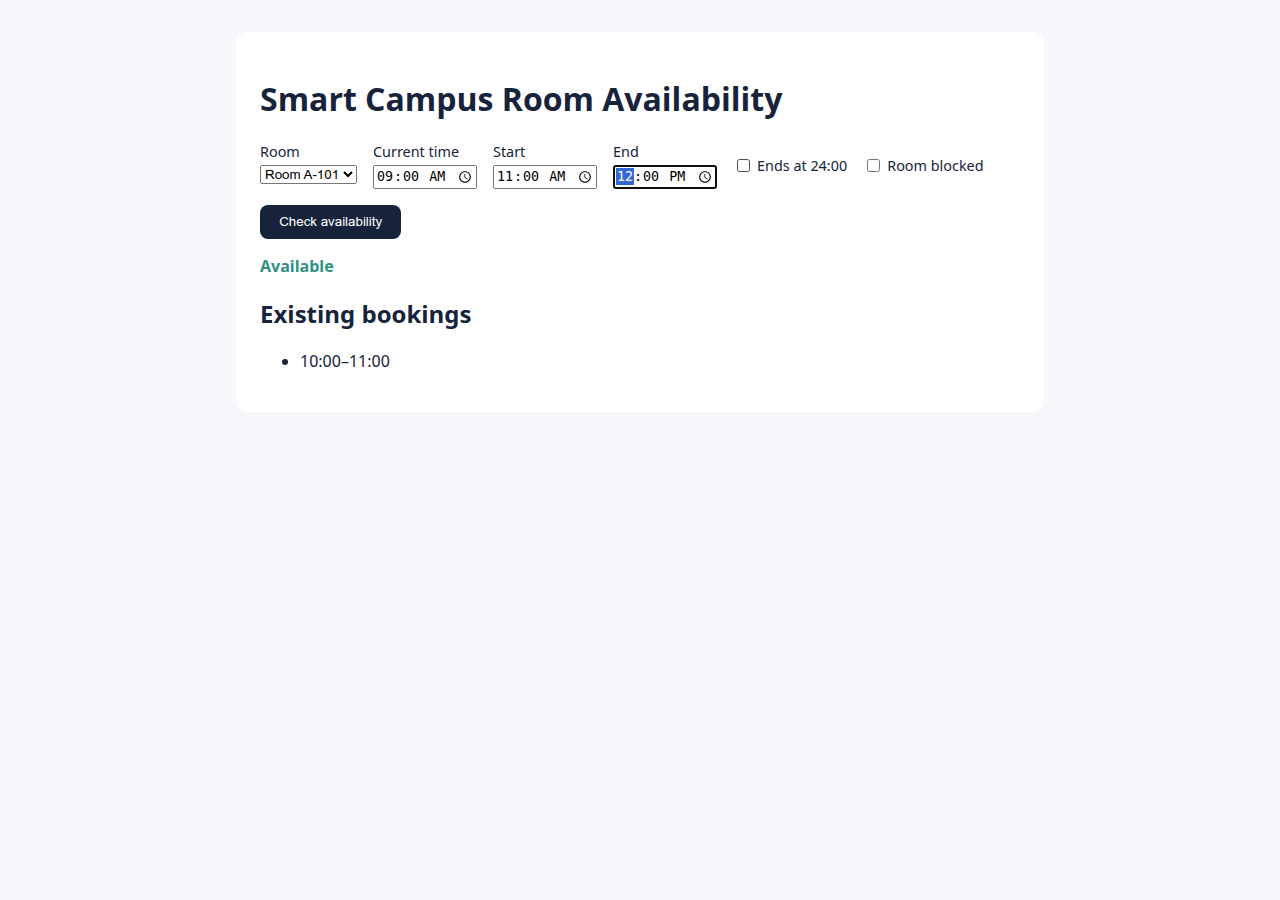 Smart Campus Room Availability
Room Current time Start End
Room A-101 09:00 AM 11:00 AM 12:00 PM Ends at 24:00 Room blocked
Check availability
Available
Existing bookings
10:00–11:00